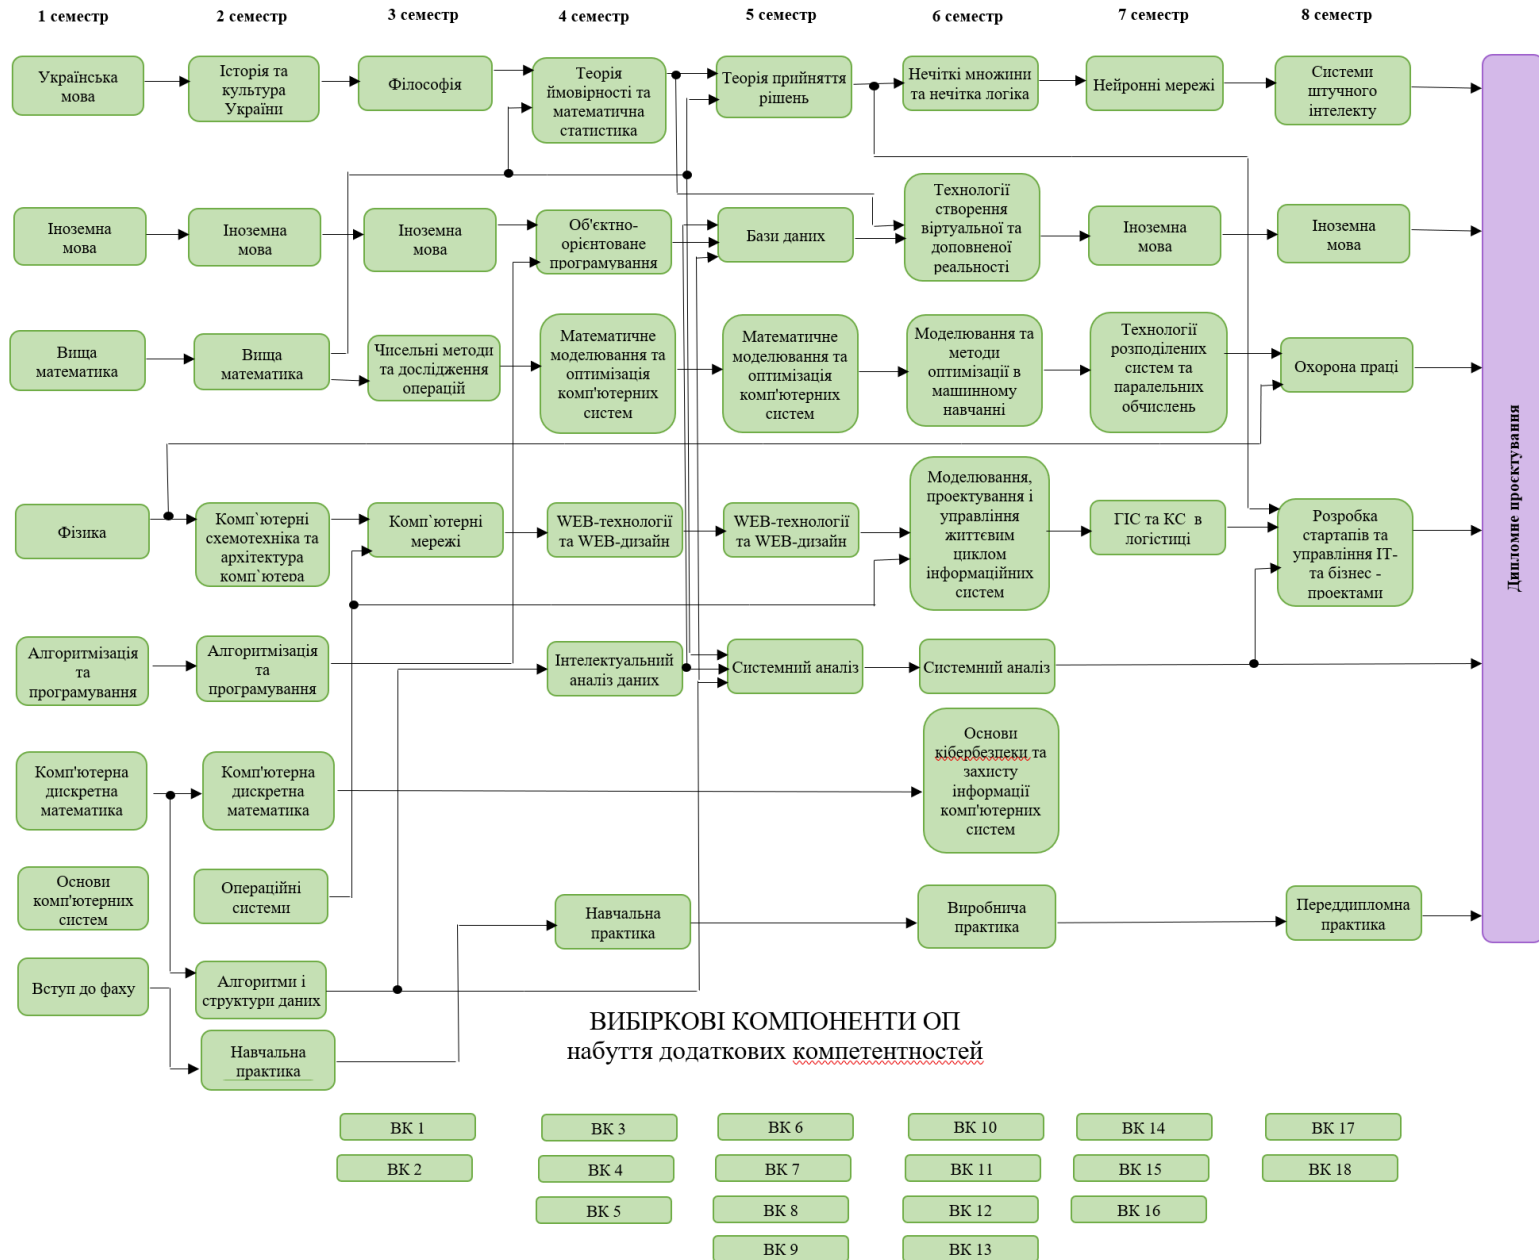 1 семестр
2 семестр
3 семестр
4 семестр
5 семестр
6 семестр
7 семестр
8 семестр
Українська
мова
Історія та
культура
України
Філософія
Теорія
ймовірності та
математична
статистика
Теорія прийняття
рішень
Нечіткі множини
та нечітка логіка
Нейронні мережі
Системи
штучного
інтелекту
Іноземна
мова
Іноземна
мова
Іноземна
мова
Об'єктно-
орієнтоване
програмування
Бази даних
Технології
створення
віртуальної та
доповненої
реальності
Іноземна
мова
Іноземна
мова
Вища
математика
Вища
математика
Чисельні методи
та дослідження
операцій
Математичне
моделювання та
оптимізація
комп'ютерних
систем
Математичне
моделювання та
оптимізація
комп'ютерних
систем
Моделювання та
методи
оптимізації в
машинному
навчанні
Технології
розподілених
систем та
паралельних
обчислень
Охорона праці
Дипломне проєктування
Фізика
Комп`ютерні
схемотехніка та
архітектура
комп`ютера
Комп`ютерні
мережі
WEB-технології
та WEB-дизайн
WEB-технології
та WEB-дизайн
Моделювання,
проектування і
управління
життєвим
циклом
інформаційних
систем
ГІС та КС в
логістиці
Розробка
стартапів та
управління ІТ-
та бізнес -
проектами
Алгоритмізація
та
програмування
Алгоритмізація
та
програмування
Інтелектуальний
аналіз даних
Системний аналіз
Системний аналіз
Комп'ютерна
дискретна
математика
Комп'ютерна
дискретна
математика
Основи
кібербезпеки та
захисту
інформації
комп'ютерних
систем
Основи
комп'ютерних
систем
Операційні
системи
Навчальна
практика
Виробнича
практика
Переддипломна
практика
Вступ до фаху
Алгоритми і
структури даних
Навчальна
практика
ВИБІРКОВІ КОМПОНЕНТИ ОП
набуття додаткових компетентностей
ВК 1
ВК 3
ВК 6
ВК 10
ВК 14
ВК 17
ВК 2
ВК 4
ВК 7
ВК 11
ВК 15
ВК 18
ВК 5
ВК 8
ВК 12
ВК 16
ВК 9
ВК 13